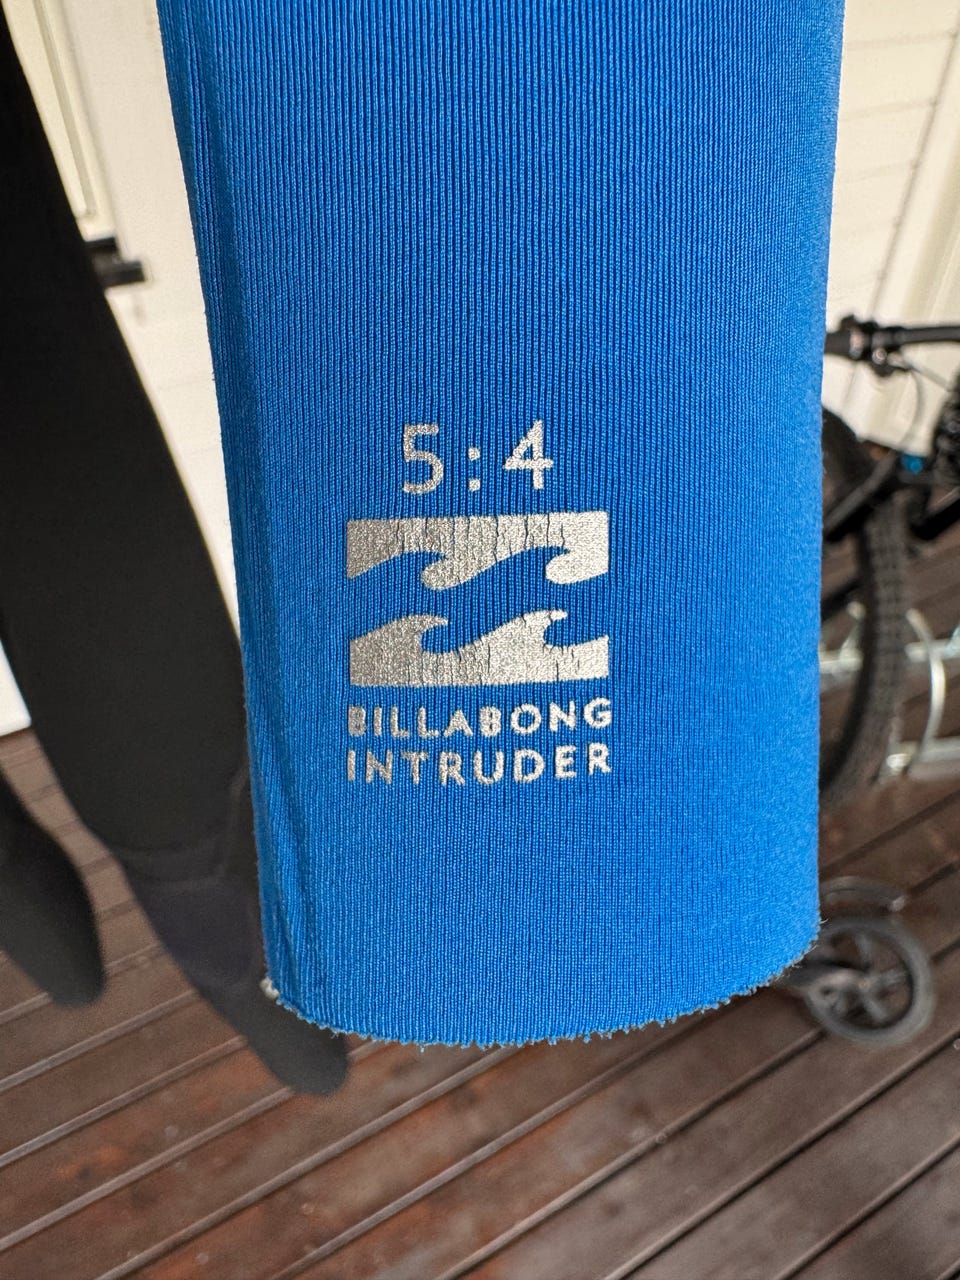 5:4
BILLABONG
INTRUDER